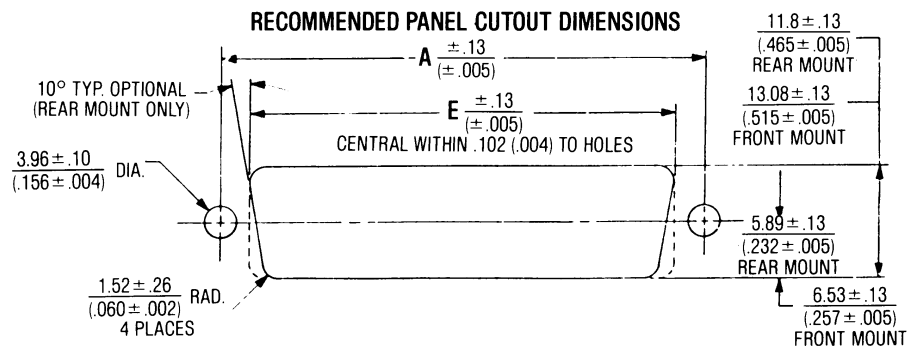 RECOMMENDED PANEL CUTOUT DIMENSIONS
A ±.13
(±.005)
10° TYP. OPTIONAL
(REAR MOUNT ONLY)
E ±.13
(±.005)
CENTRAL WITHIN .102 (.004) TO HOLES
11.8±.13
(.465±.005)
REAR MOUNT
13.08±.13
(.515±.005)
FRONT MOUNT
3.96±.10
(.156±.004) DIA.
5.89±.13
(.232±.005)
REAR MOUNT
1.52±.26
(.060±.002) RAD.
4 PLACES
6.53±.13
(.257±.005)
FRONT MOUNT